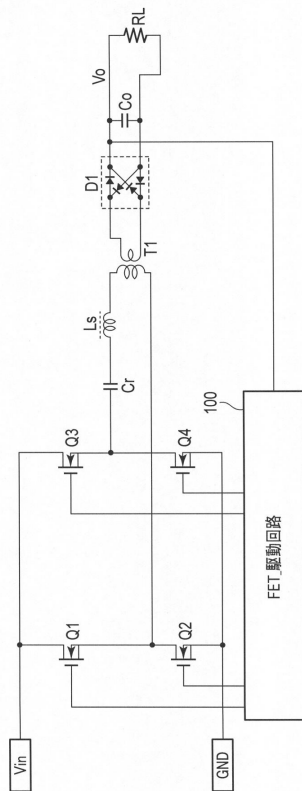 Vin
GND
Q1
Q2
Q3
Q4
Cr
Ls
T1
D1
Co
Vo
RL
100
FET_駆動回路